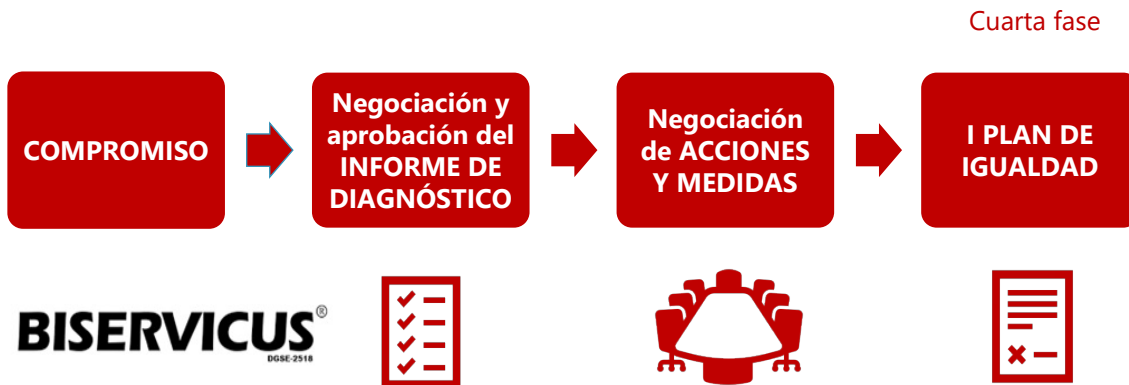 Cuarta fase
COMPROMISO
Negociación y
aprobación del
INFORME DE
DIAGNÓSTICO
Negociación
de ACCIONES
Y MEDIDAS
I PLAN DE
IGUALDAD
BISERVICUS®
DGSE-2518